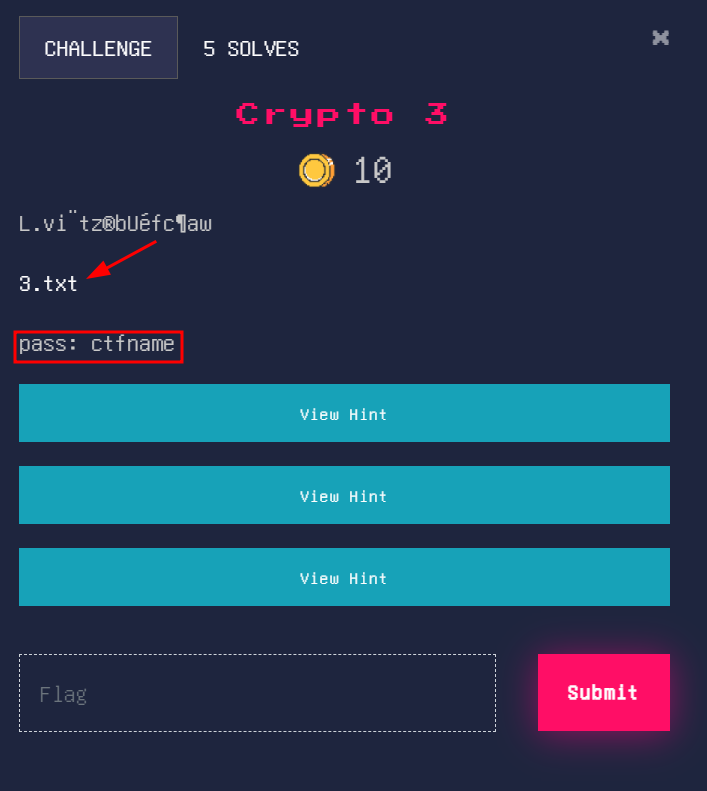 CHALLENGE
5 SOLVES
✖
Crypto 3
10
L.vi¨tz®bUéfc¶aw
3.txt
pass: ctfname
View Hint
View Hint
View Hint
Flag
Submit